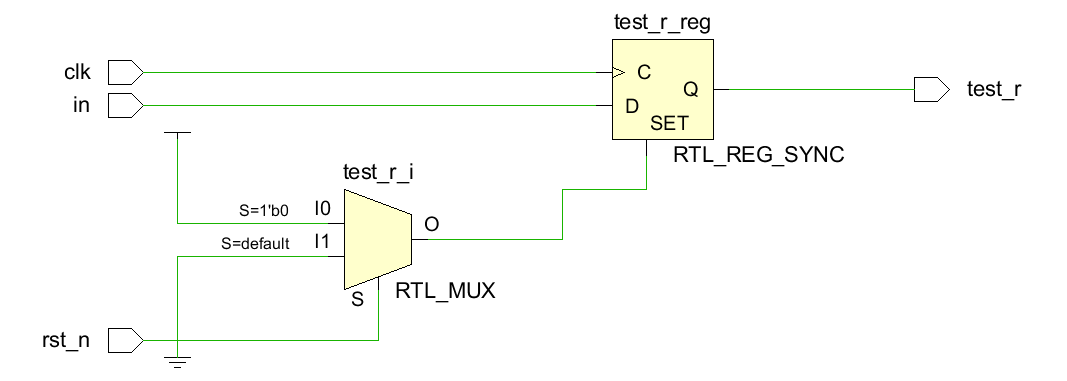 test_r_reg
clk
C
Q
test_r
in
D
SET
RTL_REG_SYNC
test_r_i
S=1'b0
I0
O
S=default
I1
S
RTL_MUX
rst_n